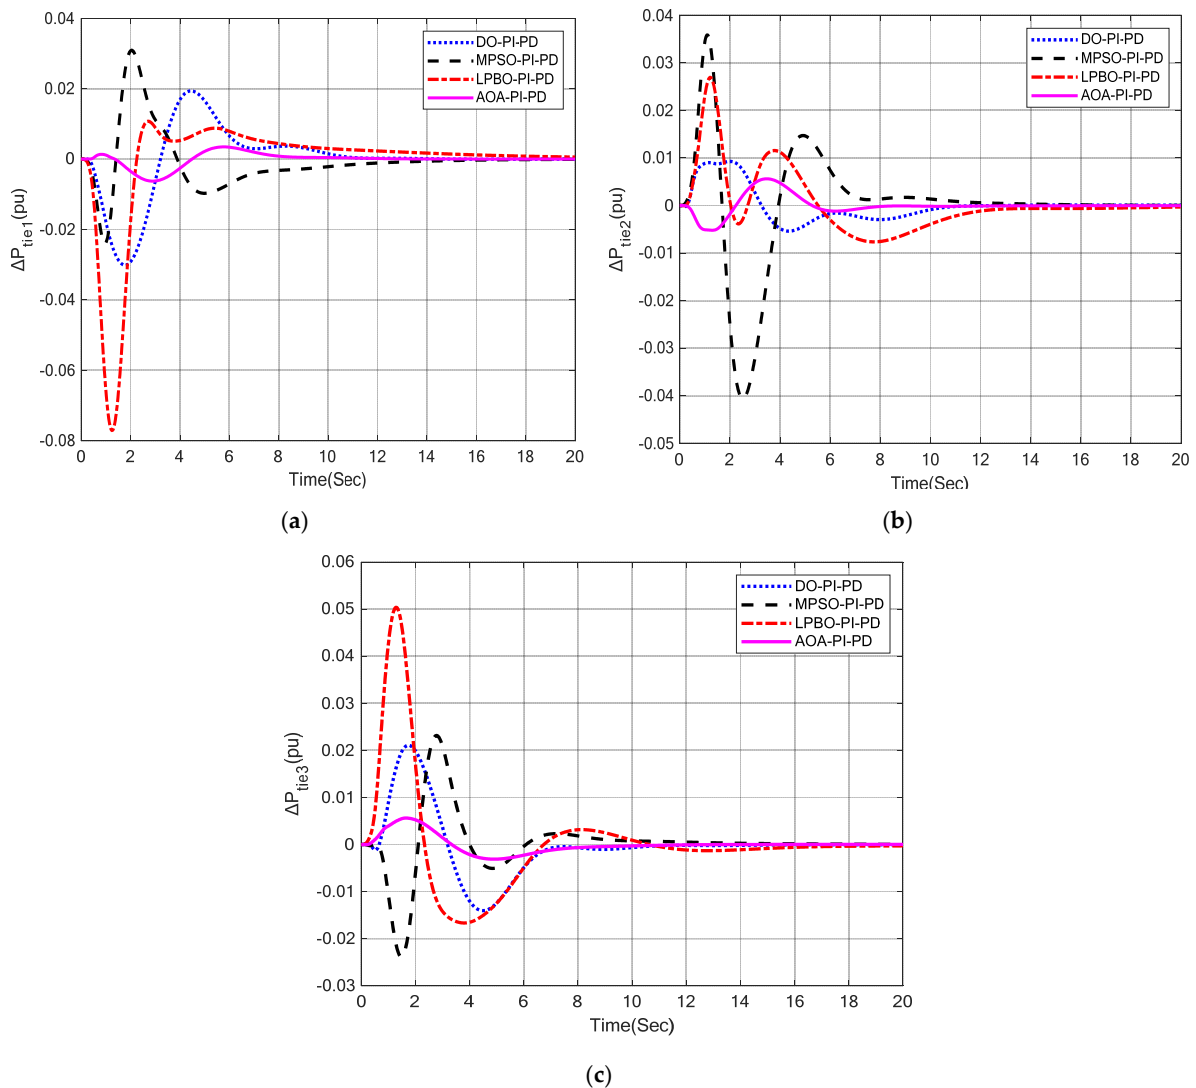 0.04
0.02
0
-0.02
-0.04
-0.06
-0.08
ΔP_tie1(pu)
DO-PI-PD
MPSO-PI-PD
LPBO-PI-PD
AOA-PI-PD
0 2 4 6 8 10 12 14 16 18 20
Time(Sec)
(a)
0.04
0.03
0.02
0.01
0
-0.01
-0.02
-0.03
-0.04
-0.05
ΔP_tie2(pu)
DO-PI-PD
MPSO-PI-PD
LPBO-PI-PD
AOA-PI-PD
0 2 4 6 8 10 12 14 16 18 20
Time(Sec)
(b)
0.06
0.05
0.04
0.03
0.02
0.01
0
-0.01
-0.02
-0.03
ΔP_tie3(pu)
DO-PI-PD
MPSO-PI-PD
LPBO-PI-PD
AOA-PI-PD
0 2 4 6 8 10 12 14 16 18 20
Time(Sec)
(c)